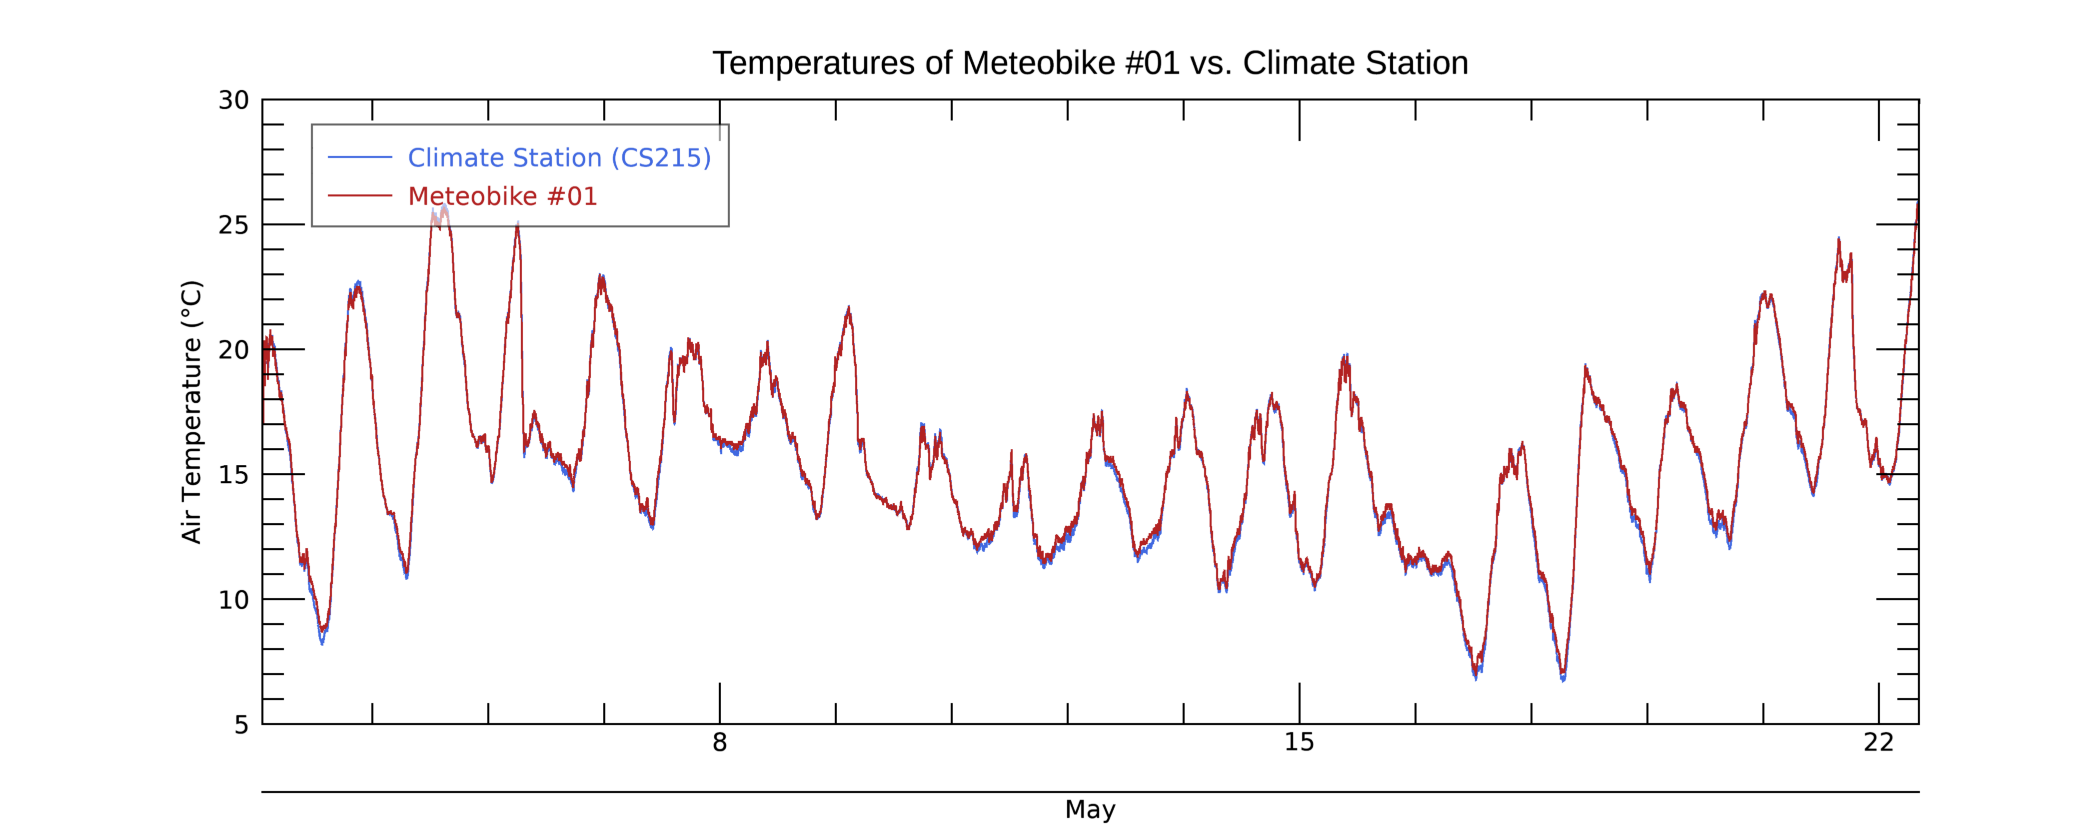 Temperatures of Meteobike #01 vs. Climate Station
Air Temperature (°C)
30
25
20
15
10
5
Climate Station (CS215)
Meteobike #01
8
15
22
May